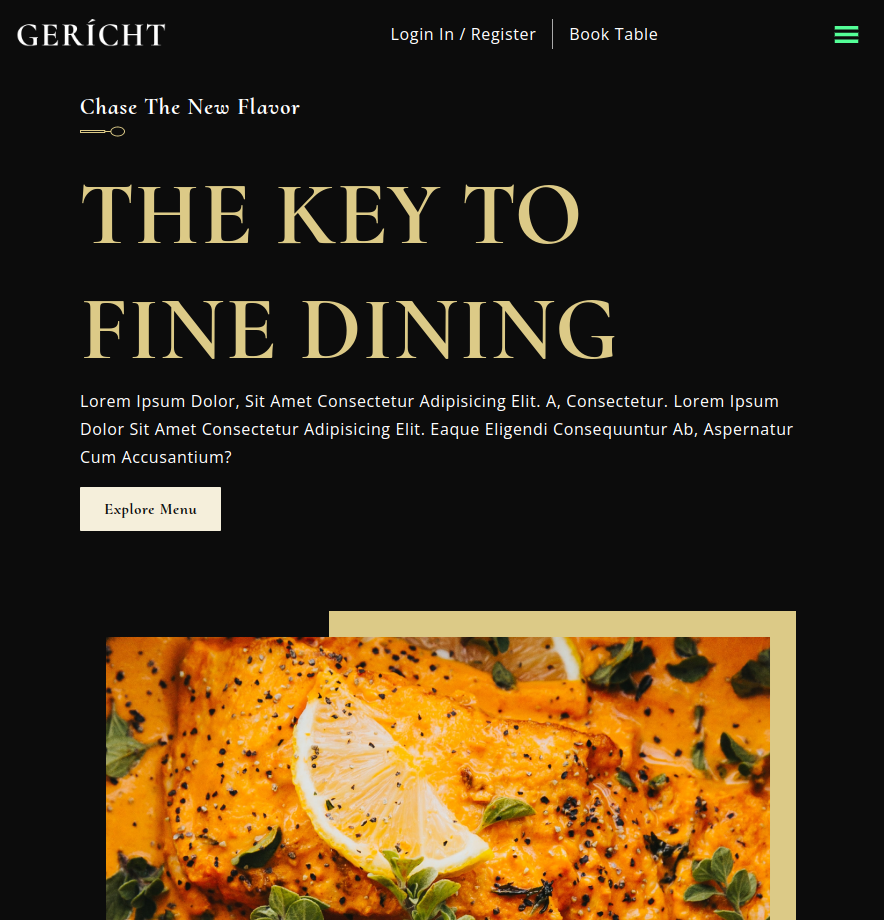 GERÍCHT
Login In / Register
Book Table
Chase The New Flavor
THE KEY TO
FINE DINING
Lorem Ipsum Dolor, Sit Amet Consectetur Adipisicing Elit. A, Consectetur. Lorem Ipsum
Dolor Sit Amet Consectetur Adipisicing Elit. Eaque Eligendi Consequuntur Ab, Aspernatur
Cum Accusantium?
Explore Menu